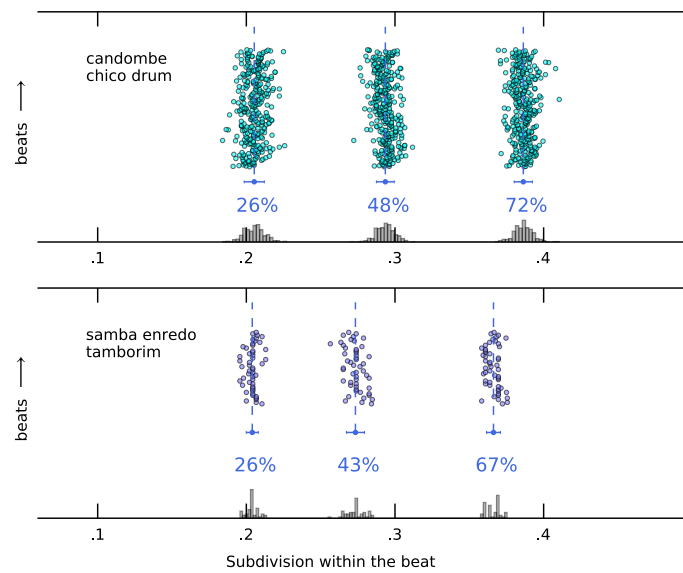 candombe
chico drum
beats →
26% 48% 72%
.1 .2 .3 .4
samba enredo
tamborim
beats →
26% 43% 67%
.1 .2 .3 .4
Subdivision within the beat